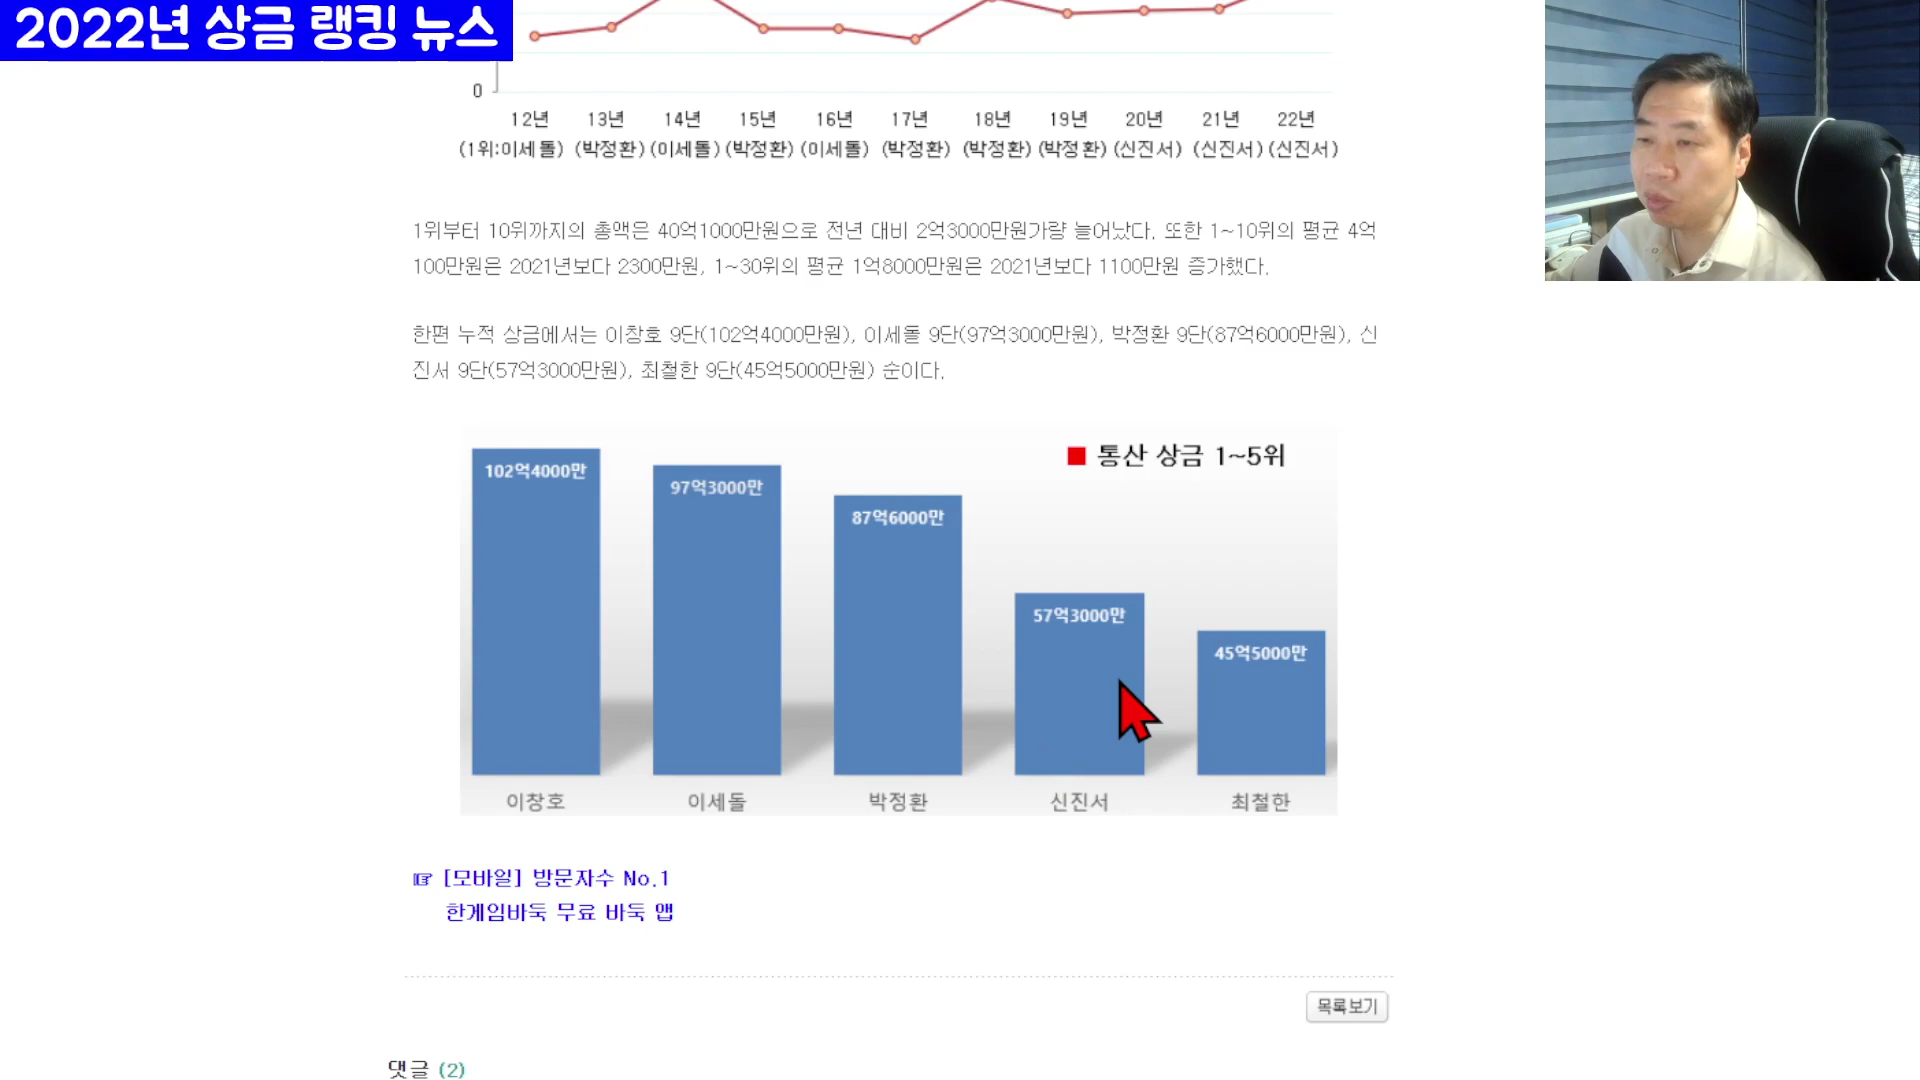 2022년 상금 랭킹 뉴스
0
12년 13년 14년 15년 16년 17년 18년 19년 20년 21년 22년
(1위:이세돌) (박정환) (이세돌) (박정환) (이세돌) (박정환) (박정환) (박정환) (신진서) (신진서) (신진서)
1위부터 10위까지의 총액은 40억1000만원으로 전년 대비 2억3000만원가량 늘어났다. 또한 1~10위의 평균 4억
100만원은 2021년보다 2300만원, 1~30위의 평균 1억8000만원은 2021년보다 1100만원 증가했다.
한편 누적 상금에서는 이창호 9단(102억4000만원), 이세돌 9단(97억3000만원), 박정환 9단(87억6000만원), 신
진서 9단(57억3000만원), 최철한 9단(45억5000만원) 순이다.
■ 통산 상금 1~5위
102억4000만 97억3000만 87억6000만 57억3000만 45억5000만
이창호 이세돌 박정환 신진서 최철한
☞ [모바일] 방문자수 No.1
한게임바둑 무료 바둑 앱
목록보기
댓글 (2)